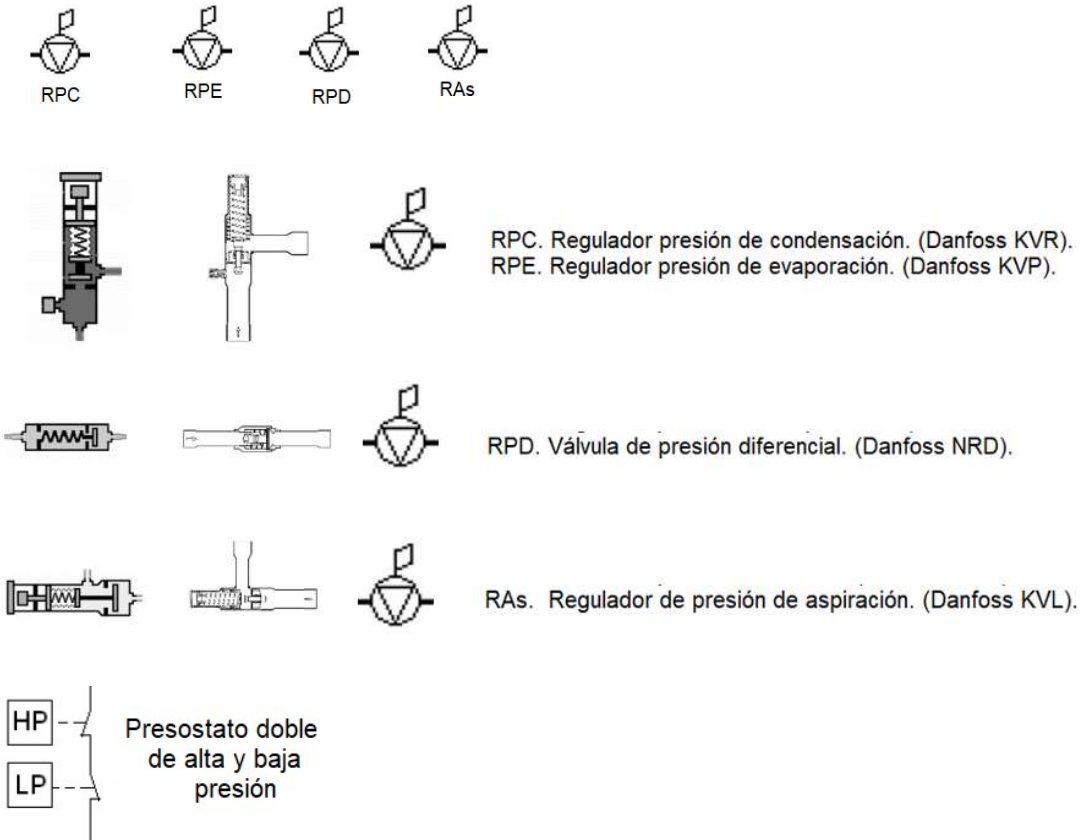 RPC
RPE
RPD
RAs
RPC. Regulador presión de condensación. (Danfoss KVR).
RPE. Regulador presión de evaporación. (Danfoss KVP).
RPD. Válvula de presión diferencial. (Danfoss NRD).
RAs. Regulador de presión de aspiración. (Danfoss KVL).
HP
LP
Presostato doble
de alta y baja
presión